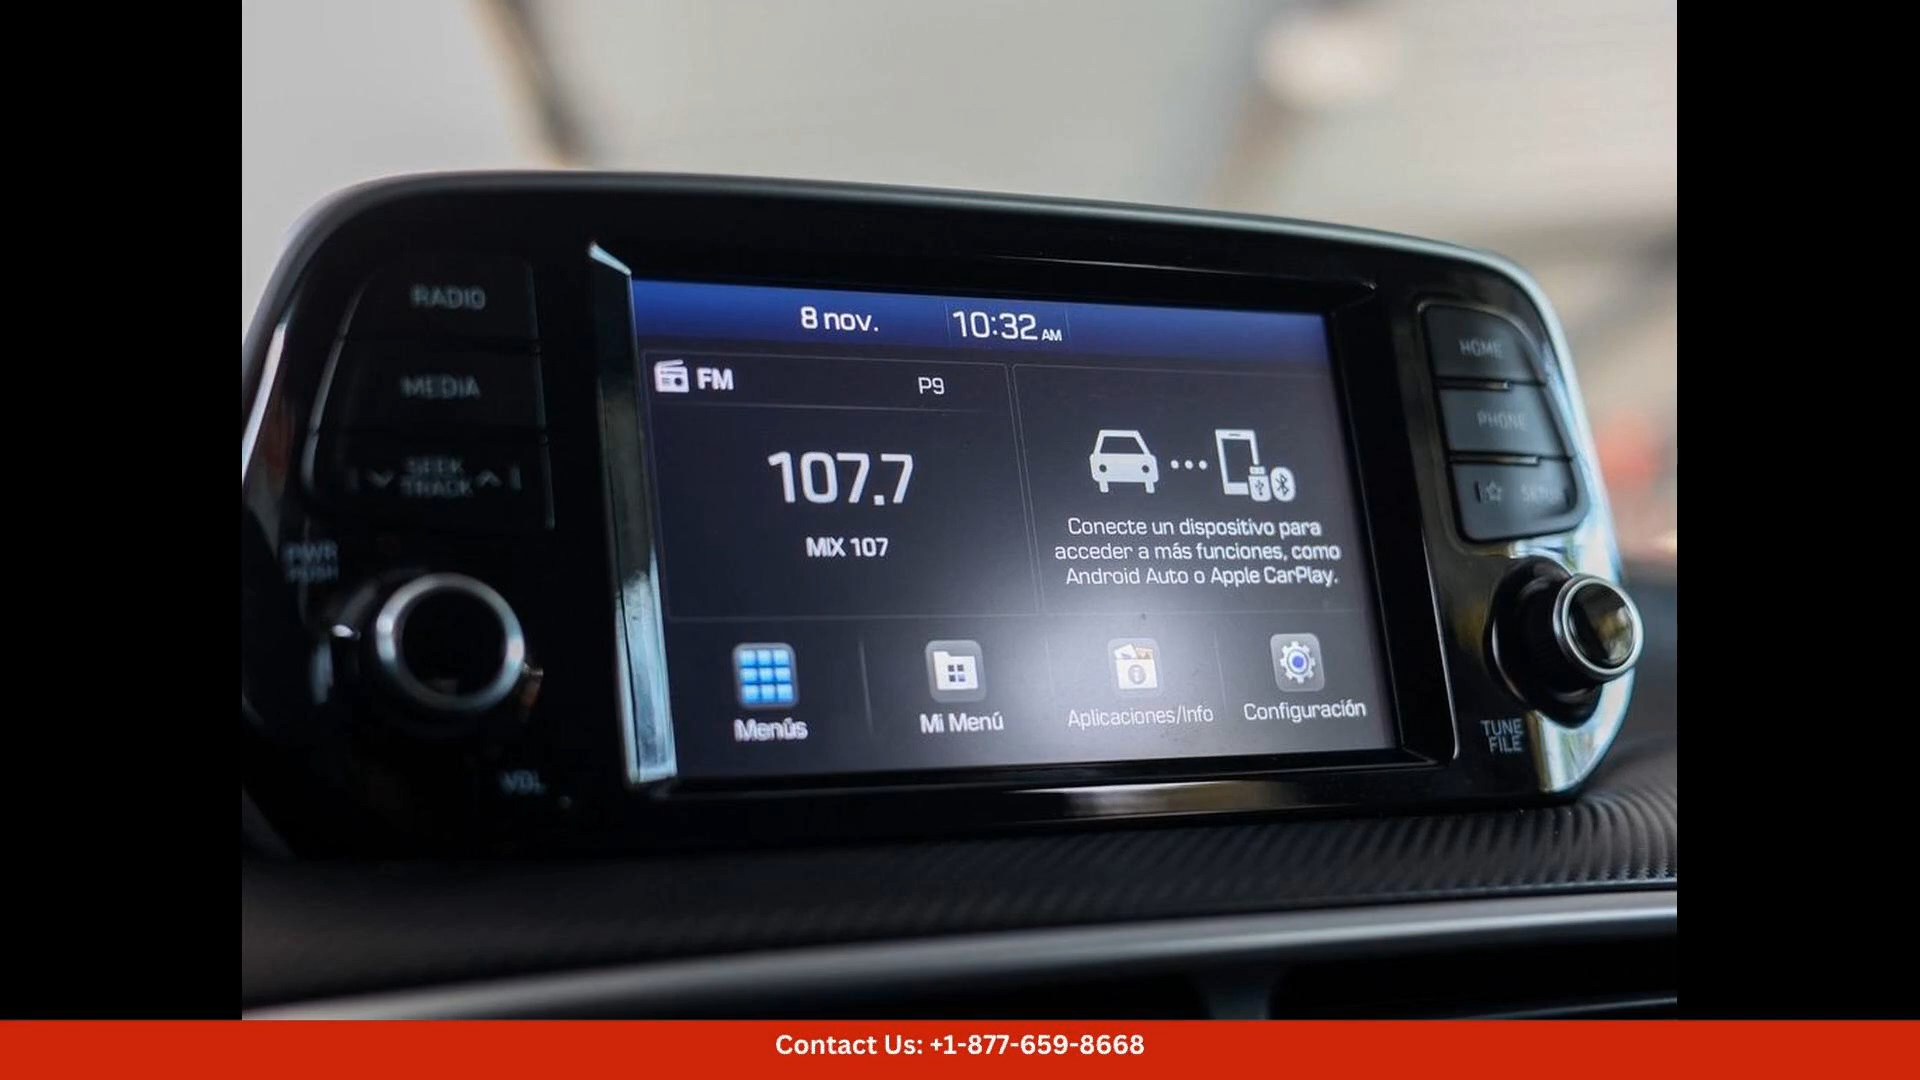 RADIO
MEDIA
SEEK
TRACK
PWR
PUSH
VOL
8 nov. 10:32 AM
FM P9
107.7
MIX 107
Conecte un dispositivo para
acceder a más funciones, como
Android Auto o Apple CarPlay.
Menús
Mi Menú
Aplicaciones/Info
Configuración
HOME
PHONE
SETUP
TUNE
FILE
Contact Us: +1-877-659-8668